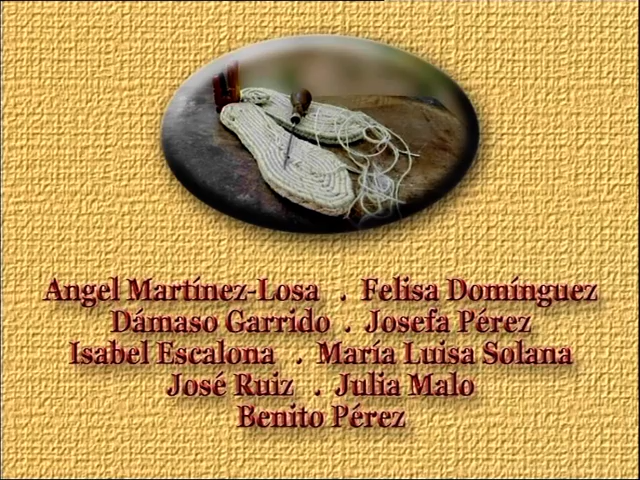 Angel Martínez-Losa . Felisa Domínguez
Dámaso Garrido . Josefa Pérez
Isabel Escalona . María Luisa Solana
José Ruiz . Julia Malo
Benito Pérez